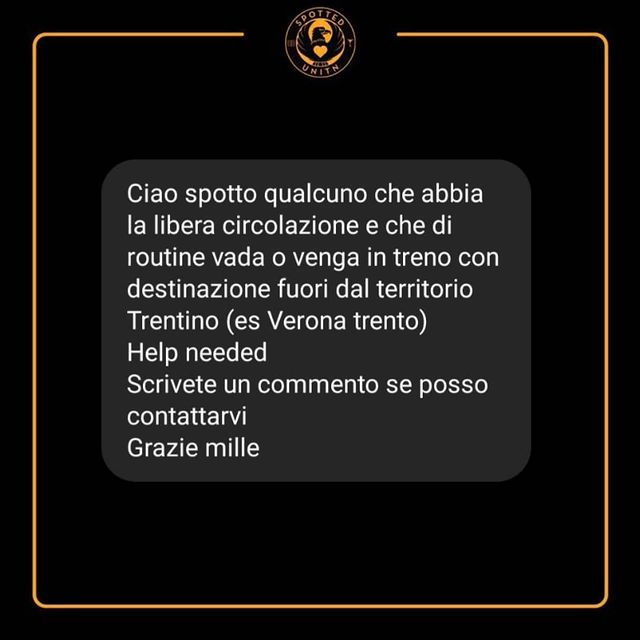 SPOTTED
UNITN
Ciao spotto qualcuno che abbia
la libera circolazione e che di
routine vada o venga in treno con
destinazione fuori dal territorio
Trentino (es Verona trento)
Help needed
Scrivete un commento se posso
contattarvi
Grazie mille